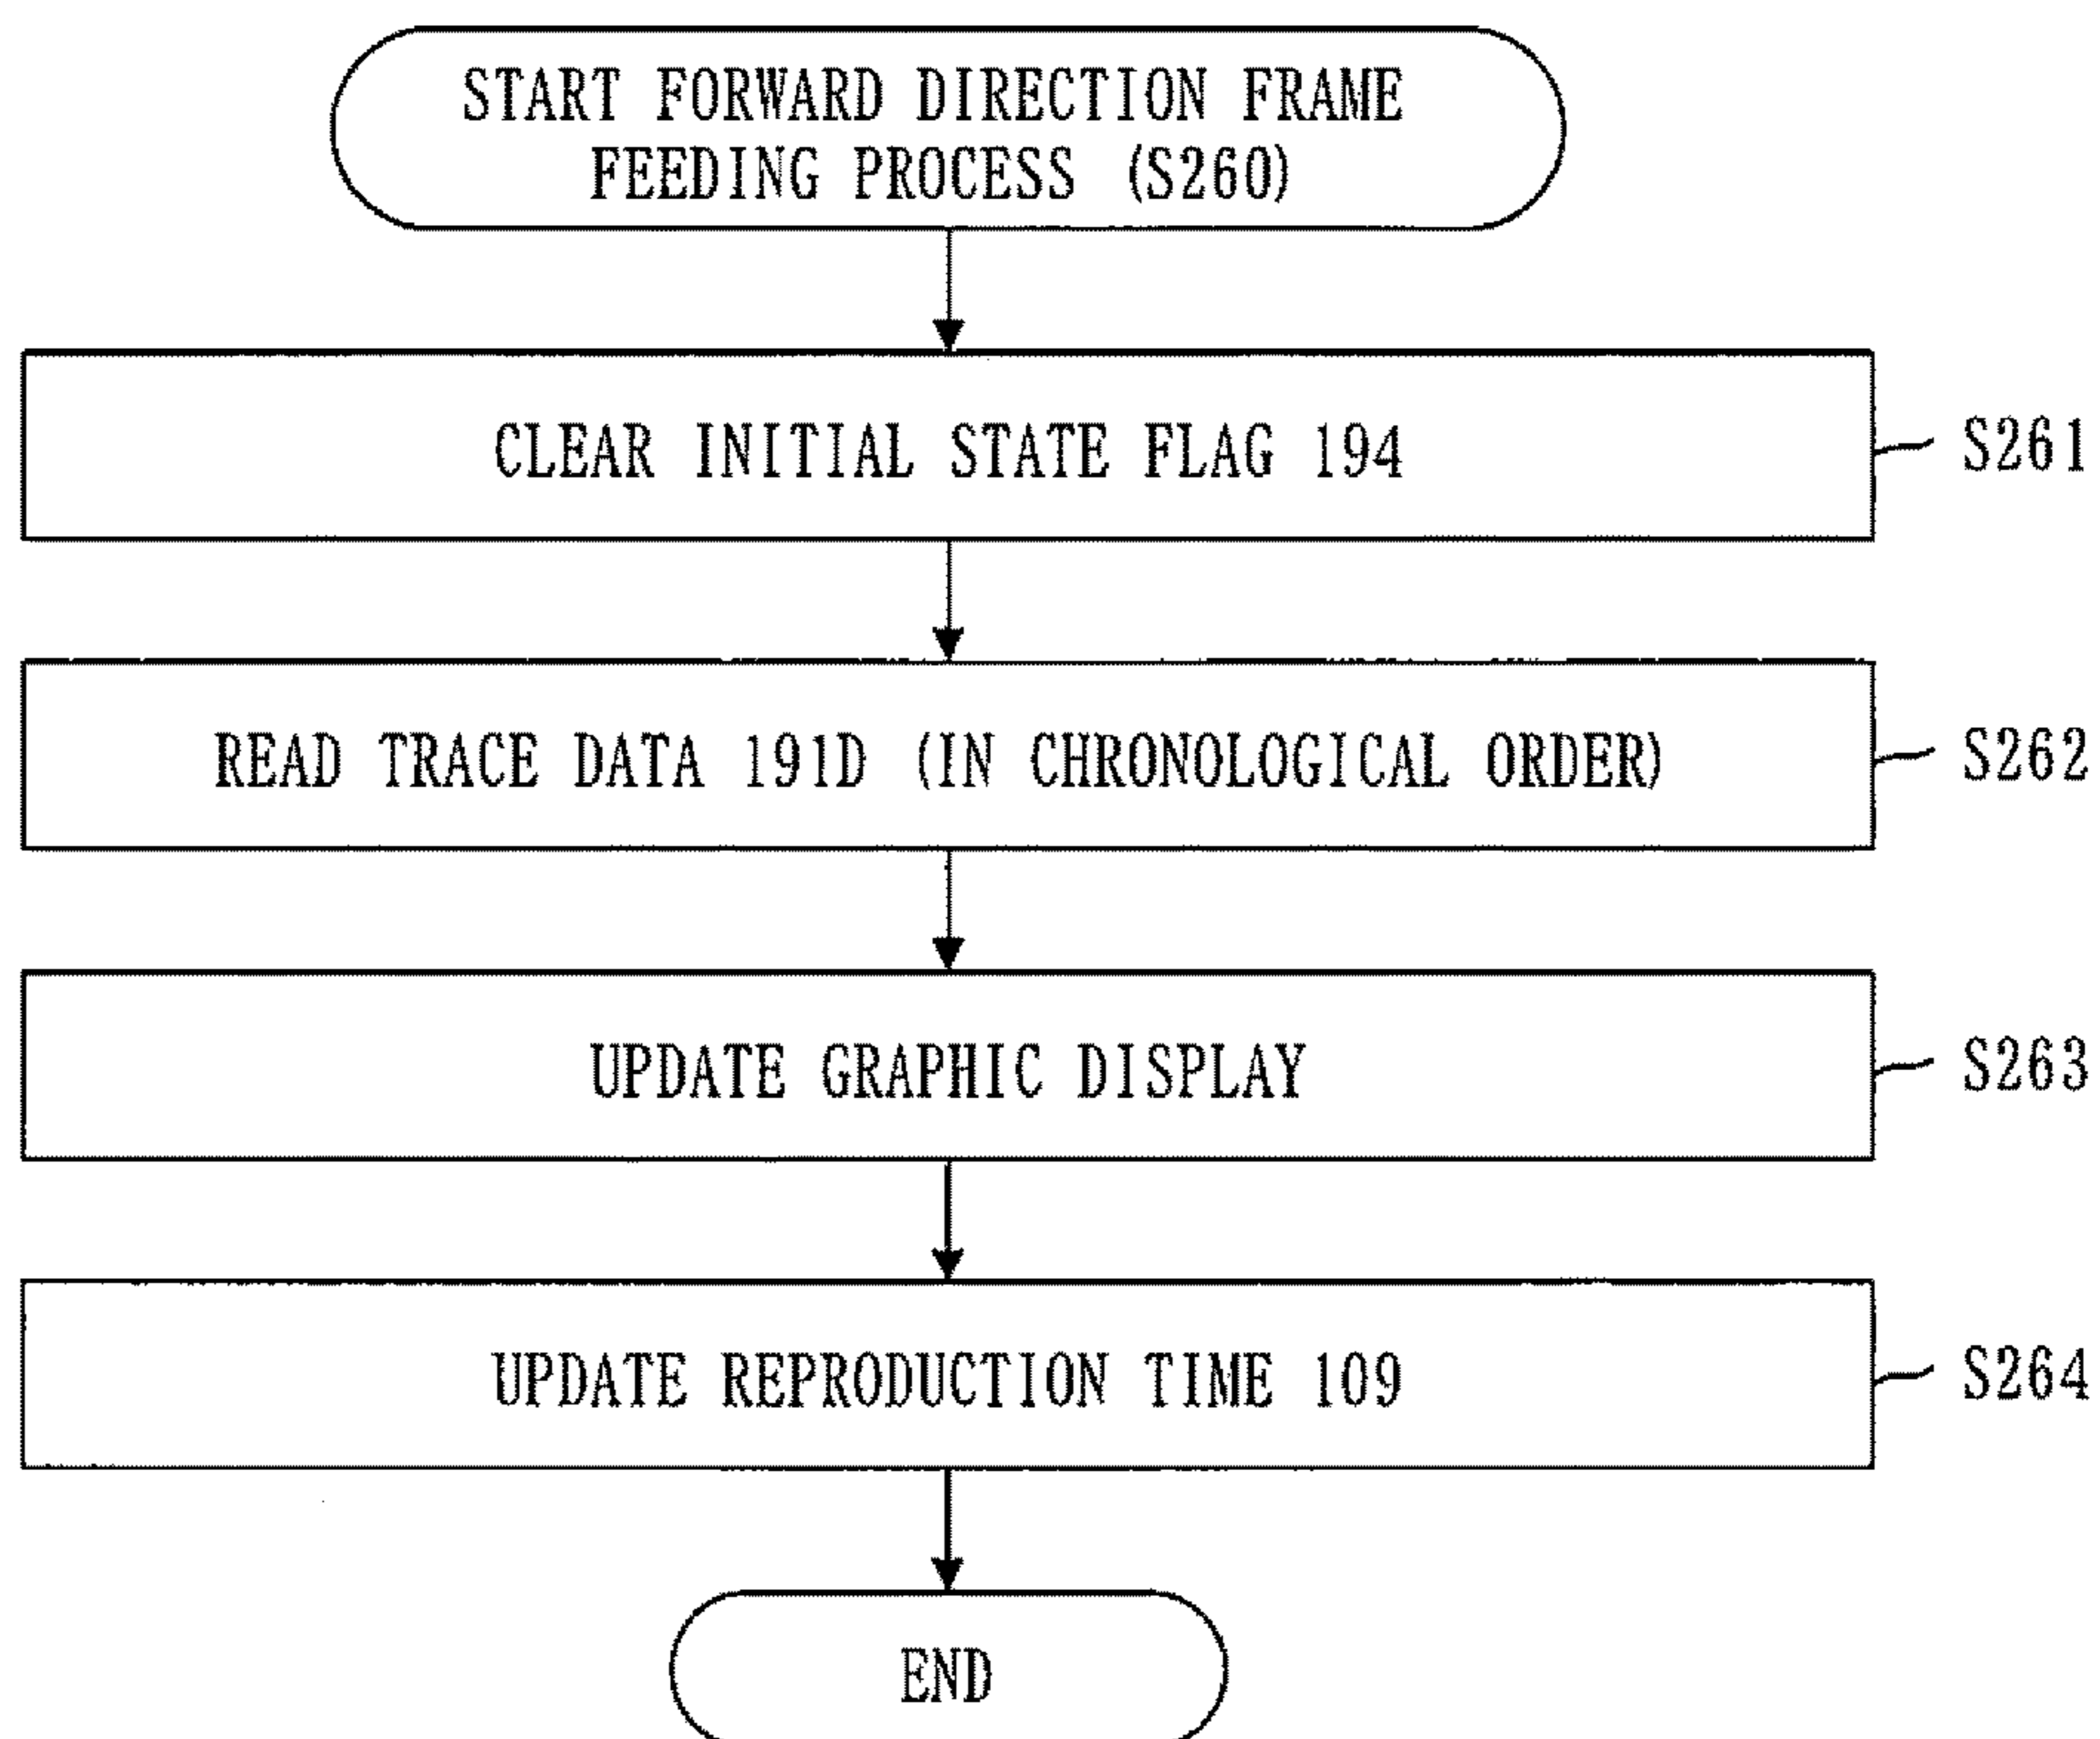 START FORWARD DIRECTION FRAME
FEEDING PROCESS (S260)
CLEAR INITIAL STATE FLAG 194
S261
READ TRACE DATA 191D (IN CHRONOLOGICAL ORDER)
S262
UPDATE GRAPHIC DISPLAY
S263
UPDATE REPRODUCTION TIME 109
S264
END